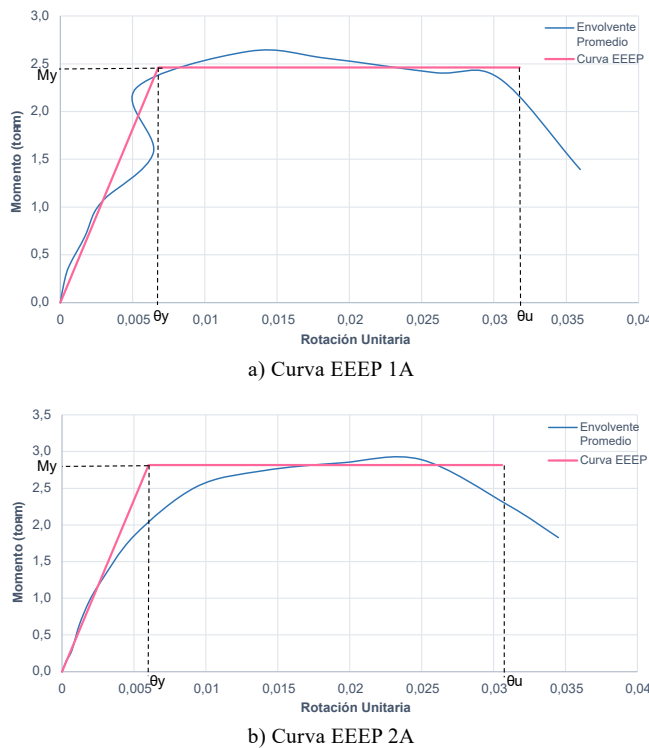 3,0
2,5
My
2,0
1,5
1,0
0,5
0,0
Momento (tonm)
Envolvente
Promedio
Curva EEEP
0
0,005
0,01
0,015
0,02
0,025
0,03
0,035
0,04
θy
θu
Rotación Unitaria
a) Curva EEEP 1A
3,5
3,0
My
2,5
2,0
1,5
1,0
0,5
0,0
Momento (tonm)
Envolvente
Promedio
Curva EEEP
0
0,005
0,01
0,015
0,02
0,025
0,03
0,035
0,04
θy
θu
Rotación Unitaria
b) Curva EEEP 2A